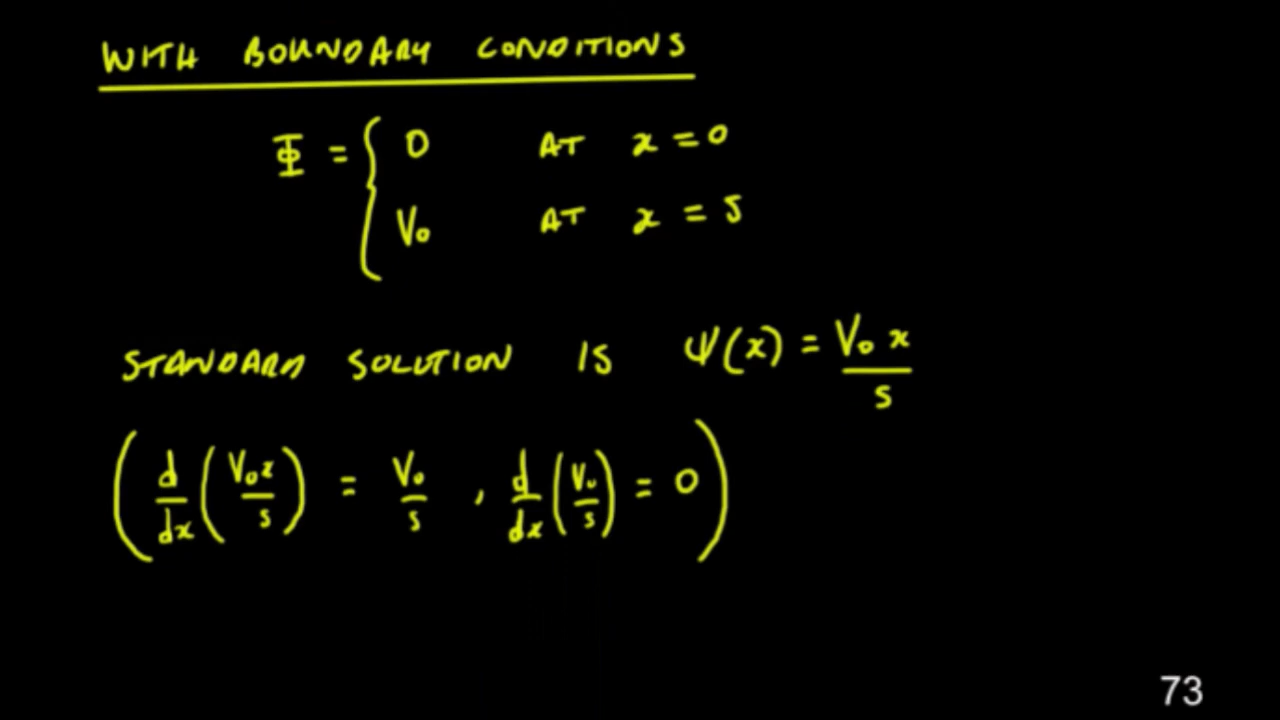 WITH BOUNDARY CONDITIONS
Φ = { 0 AT x = 0
V₀ AT x = s
STANDARD SOLUTION IS Ψ(x) = V₀ x / s
( d/dx ( V₀x / s ) = V₀ / s , d/dx ( V₀ / s ) = 0 )
73